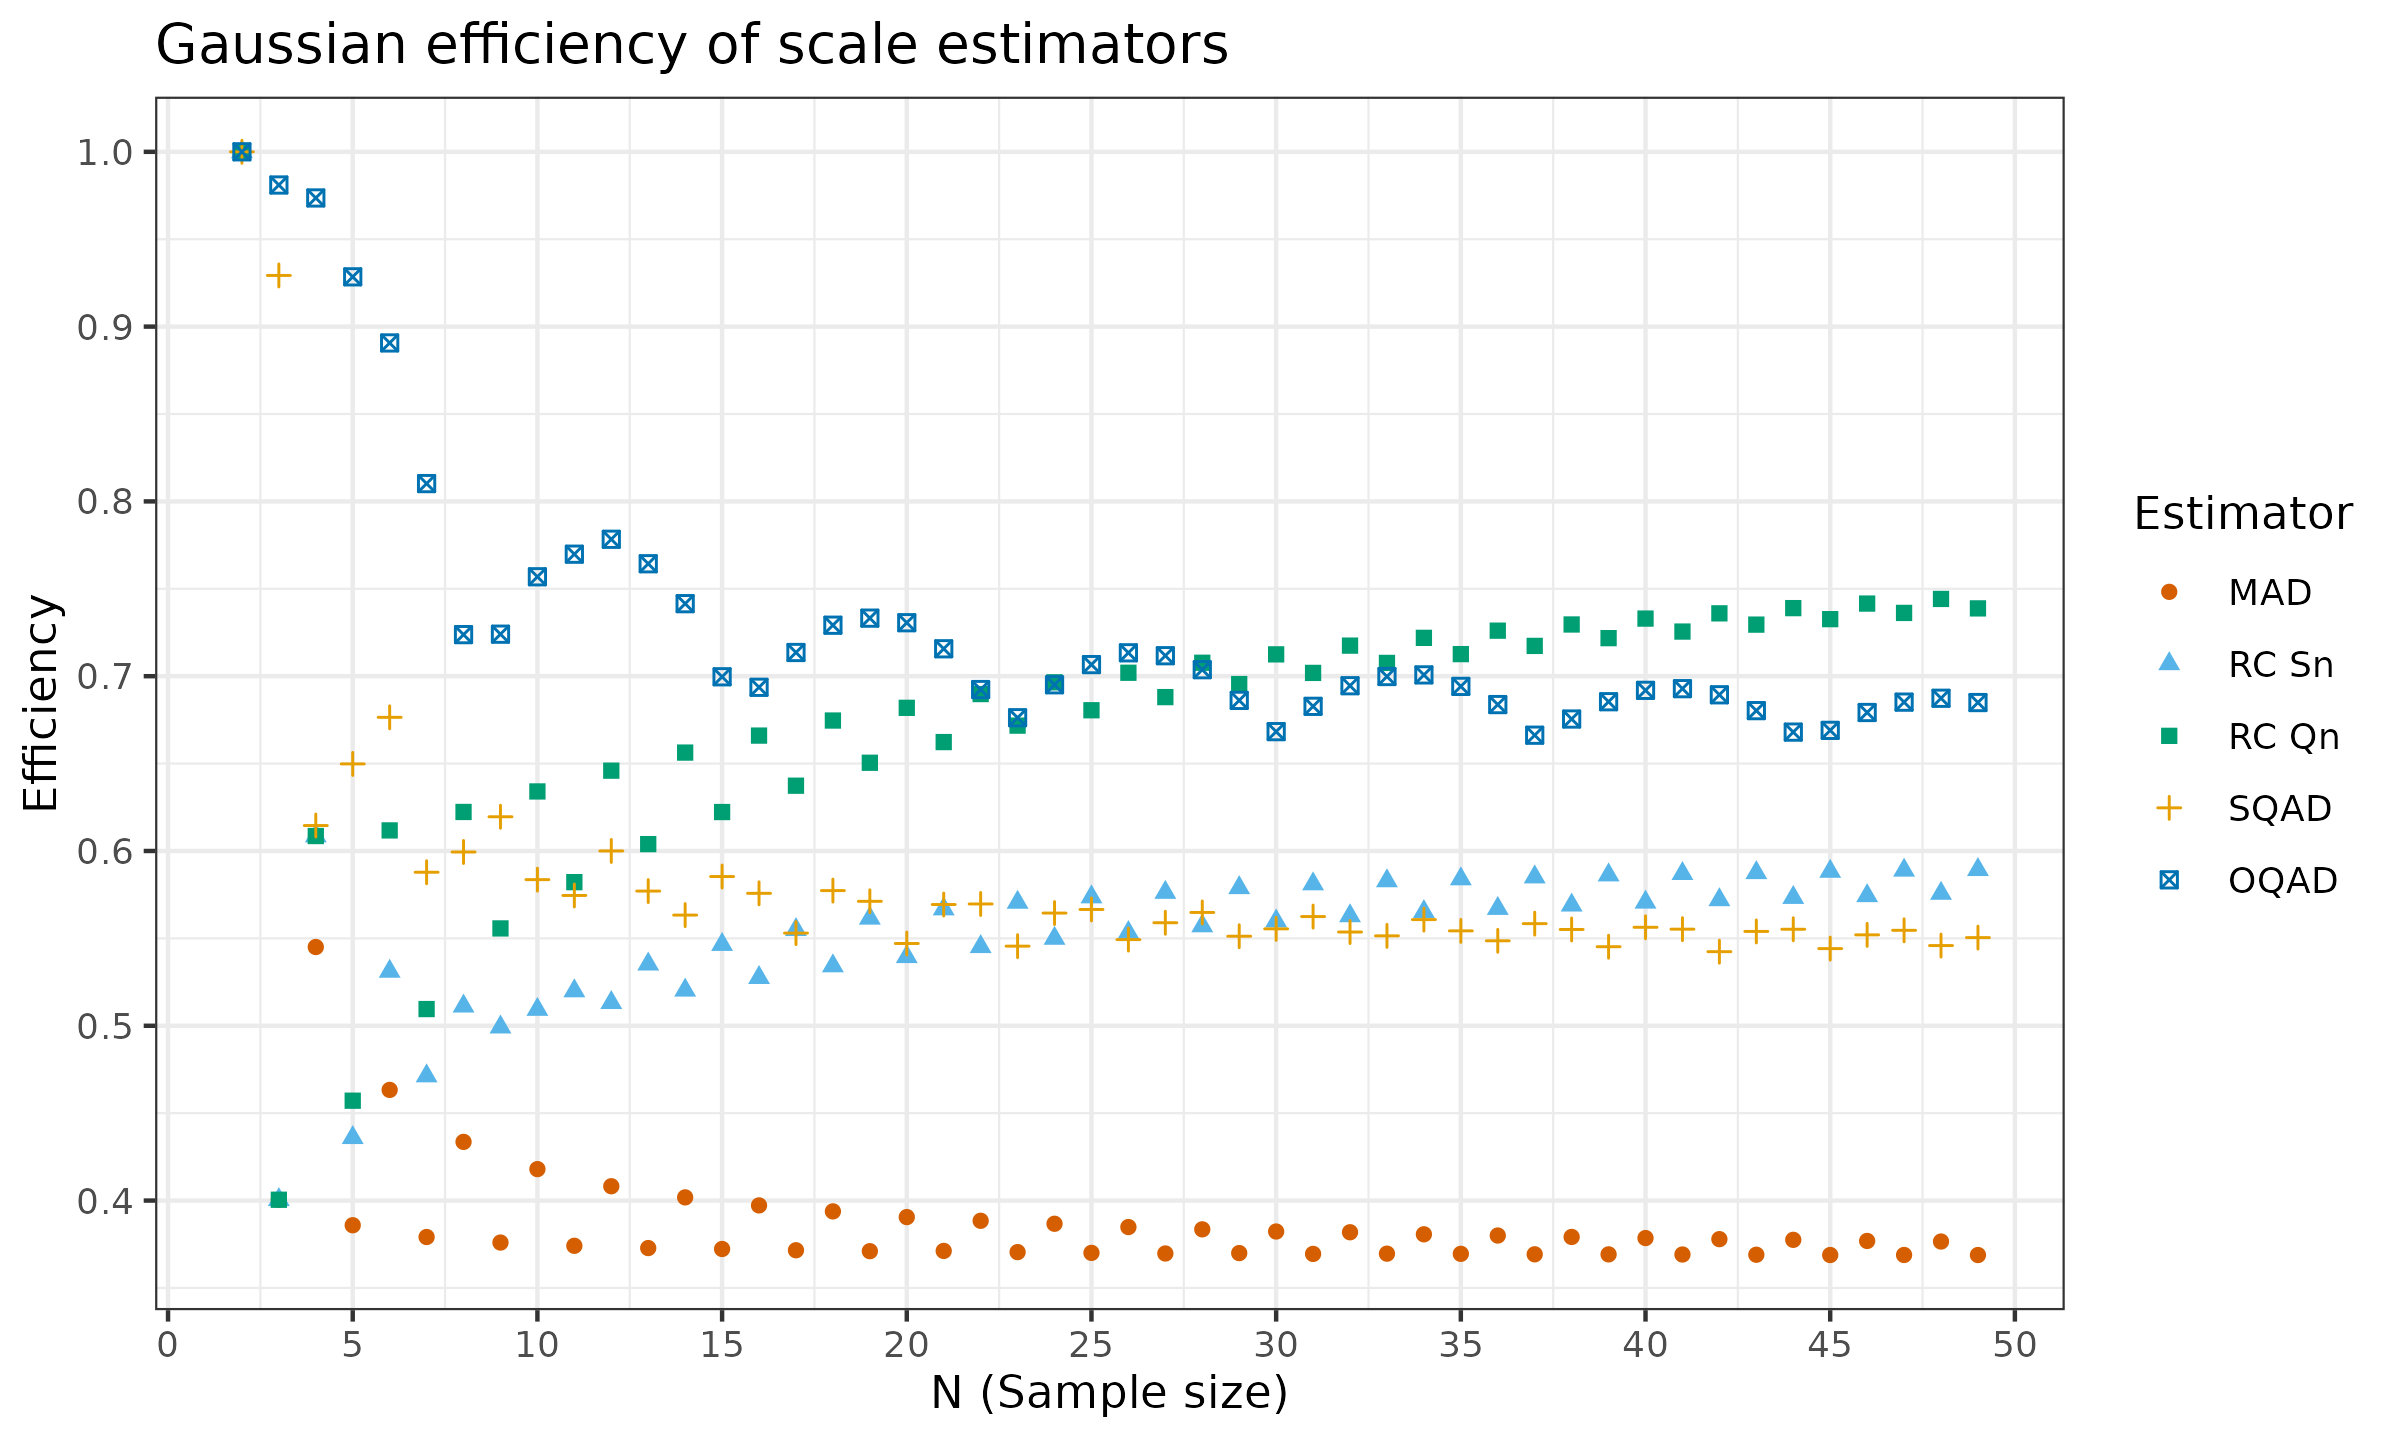 Gaussian efficiency of scale estimators
1.0
0.9
0.8
0.7
0.6
0.5
0.4
Efficiency
0 5 10 15 20 25 30 35 40 45 50
N (Sample size)
Estimator
MAD
RC Sn
RC Qn
SQAD
OQAD